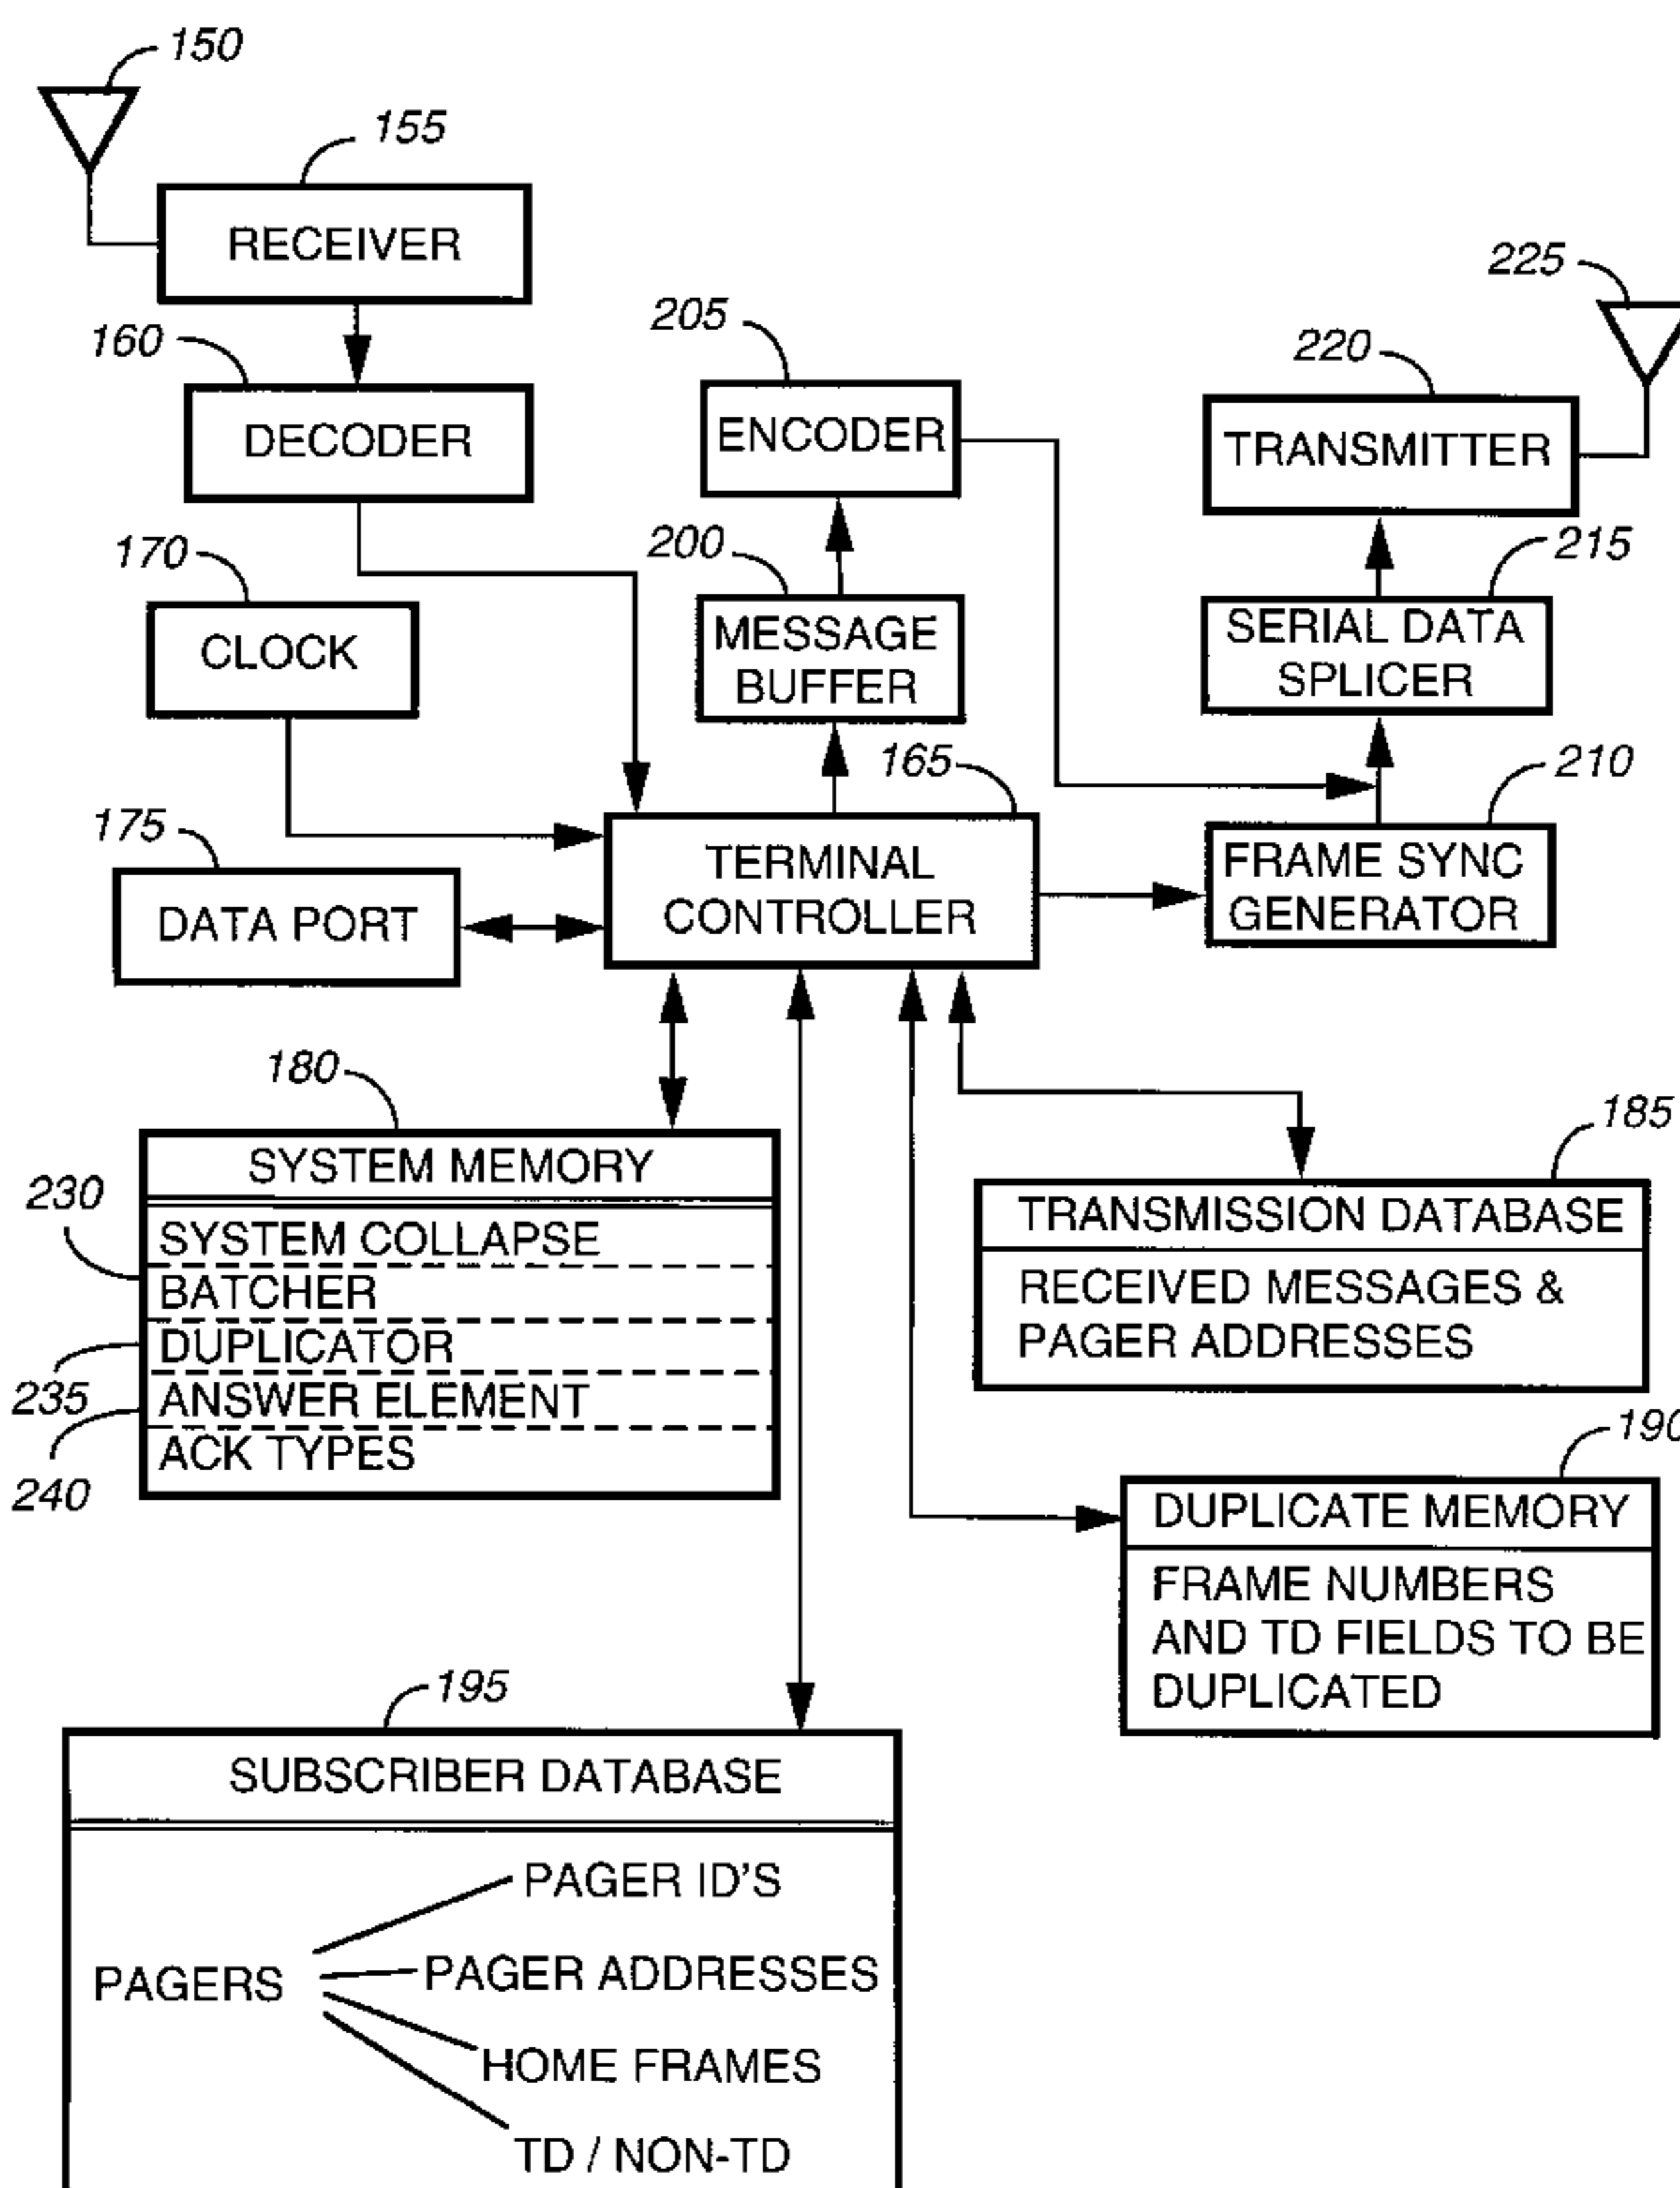 150
155
RECEIVER
225
205
160
220
DECODER
ENCODER
TRANSMITTER
170
200
215
CLOCK
MESSAGE
BUFFER
SERIAL DATA
SPLICER
165
210
175
TERMINAL
CONTROLLER
FRAME SYNC
GENERATOR
DATA PORT
180
185
SYSTEM MEMORY
230
SYSTEM COLLAPSE
BATCHER
DUPLICATOR
235
ANSWER ELEMENT
ACK TYPES
240
TRANSMISSION DATABASE
RECEIVED MESSAGES &
PAGER ADDRESSES
190
DUPLICATE MEMORY
FRAME NUMBERS
AND TD FIELDS TO BE
DUPLICATED
195
SUBSCRIBER DATABASE
PAGER ID'S
PAGERS
PAGER ADDRESSES
HOME FRAMES
TD / NON-TD